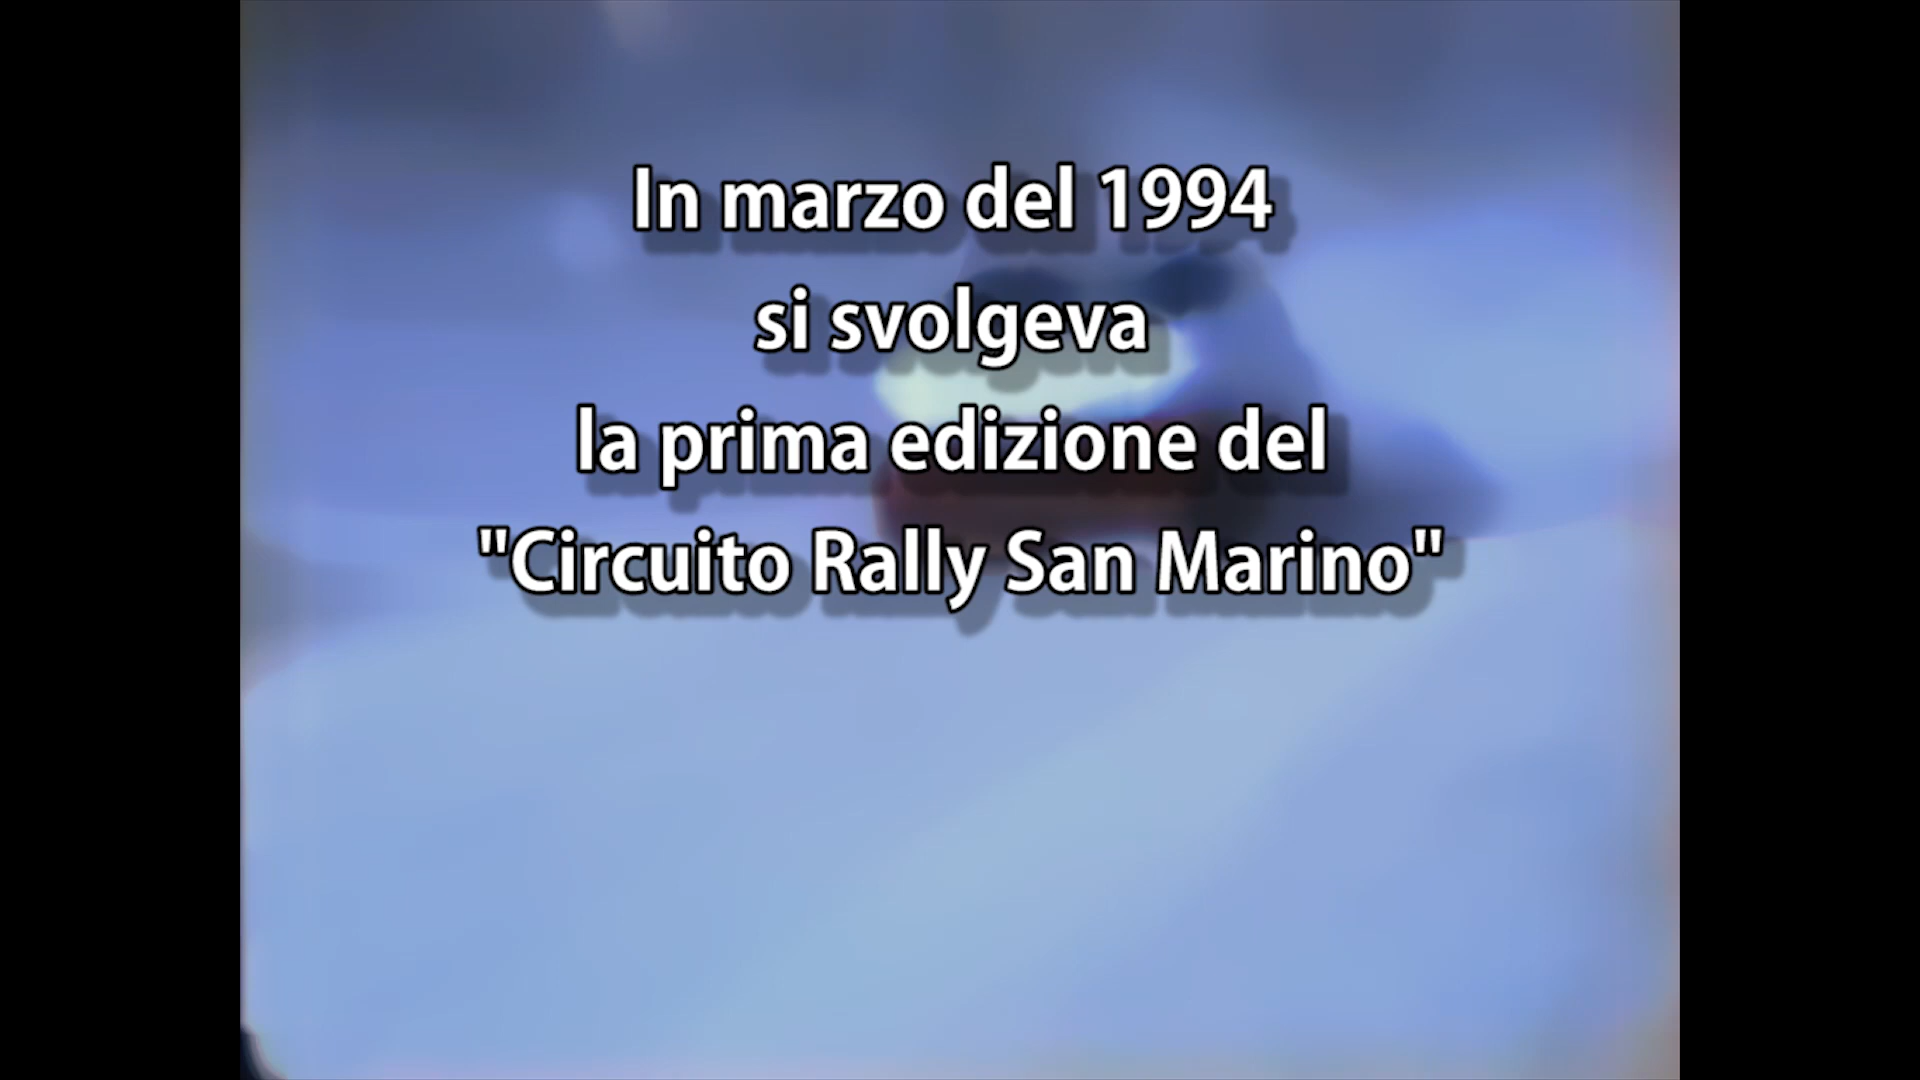 In marzo del 1994
si svolgeva
la prima edizione del
"Circuito Rally San Marino"